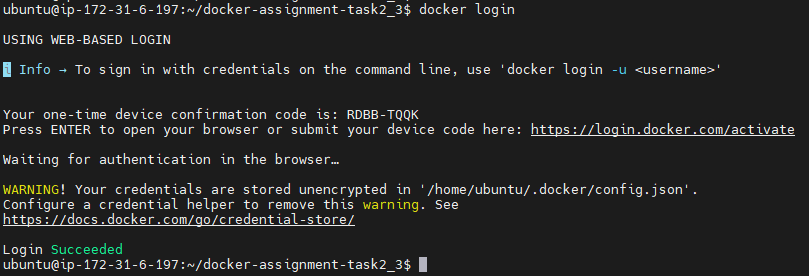 ubuntu@ip-172-31-6-197:~/docker-assignment-task2_3$ docker login
USING WEB-BASED LOGIN
i Info → To sign in with credentials on the command line, use 'docker login -u <username>'
Your one-time device confirmation code is: RDBB-TQQK
Press ENTER to open your browser or submit your device code here: https://login.docker.com/activate
Waiting for authentication in the browser…
WARNING! Your credentials are stored unencrypted in '/home/ubuntu/.docker/config.json'.
Configure a credential helper to remove this warning. See
https://docs.docker.com/go/credential-store/
Login Succeeded
ubuntu@ip-172-31-6-197:~/docker-assignment-task2_3$